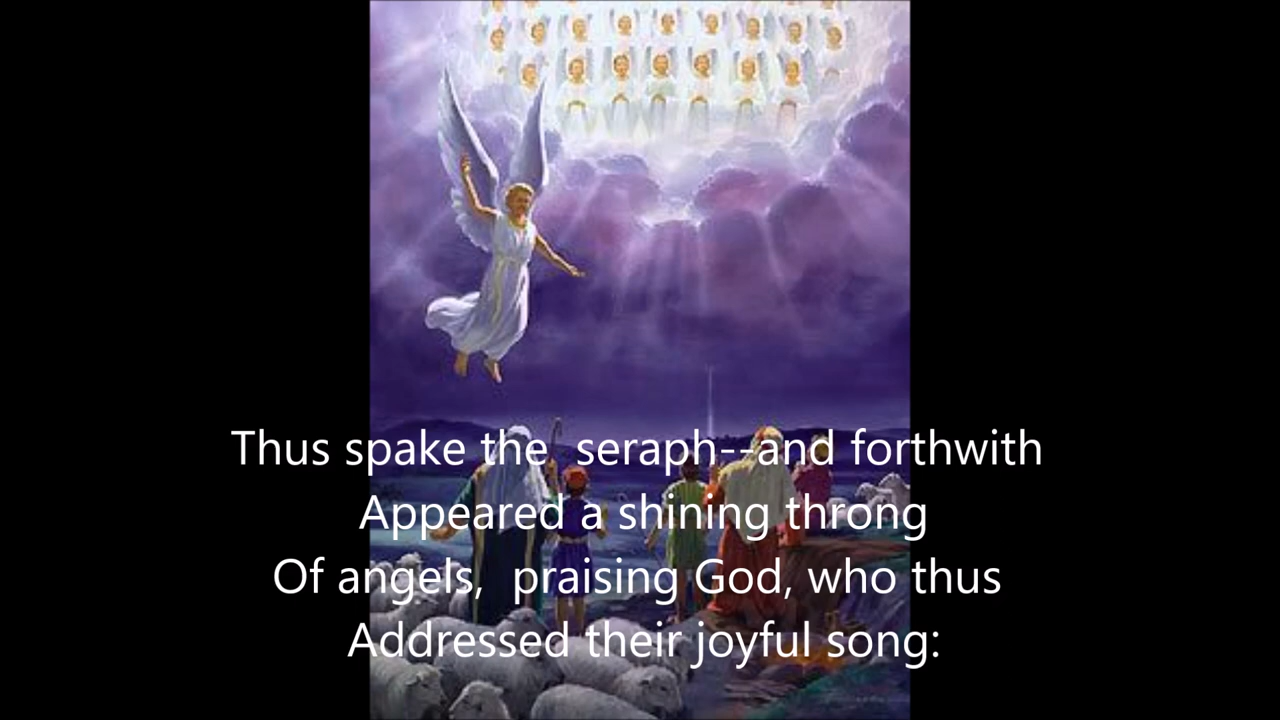 Thus spake the  seraph--and forthwith
Appeared a shining throng
Of angels,  praising God, who thus
Addressed their joyful song: